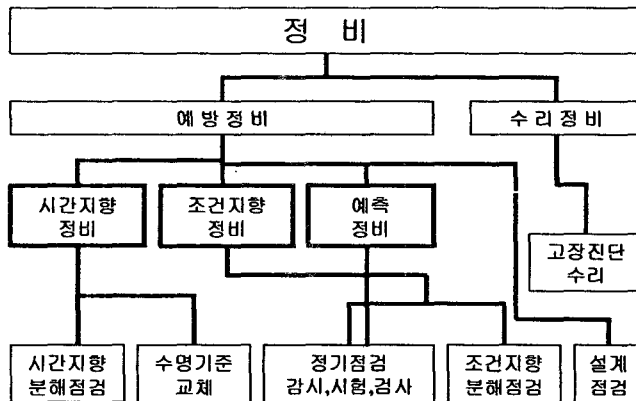 정 비
예 방 정 비
수 리 정 비
시간지향
정비
조건지향
정비
예측
정비
고장진단
수리
시간지향
분해점검
수명기준
교체
정기점검
감시,시험,검사
조건지향
분해점검
설계
점검